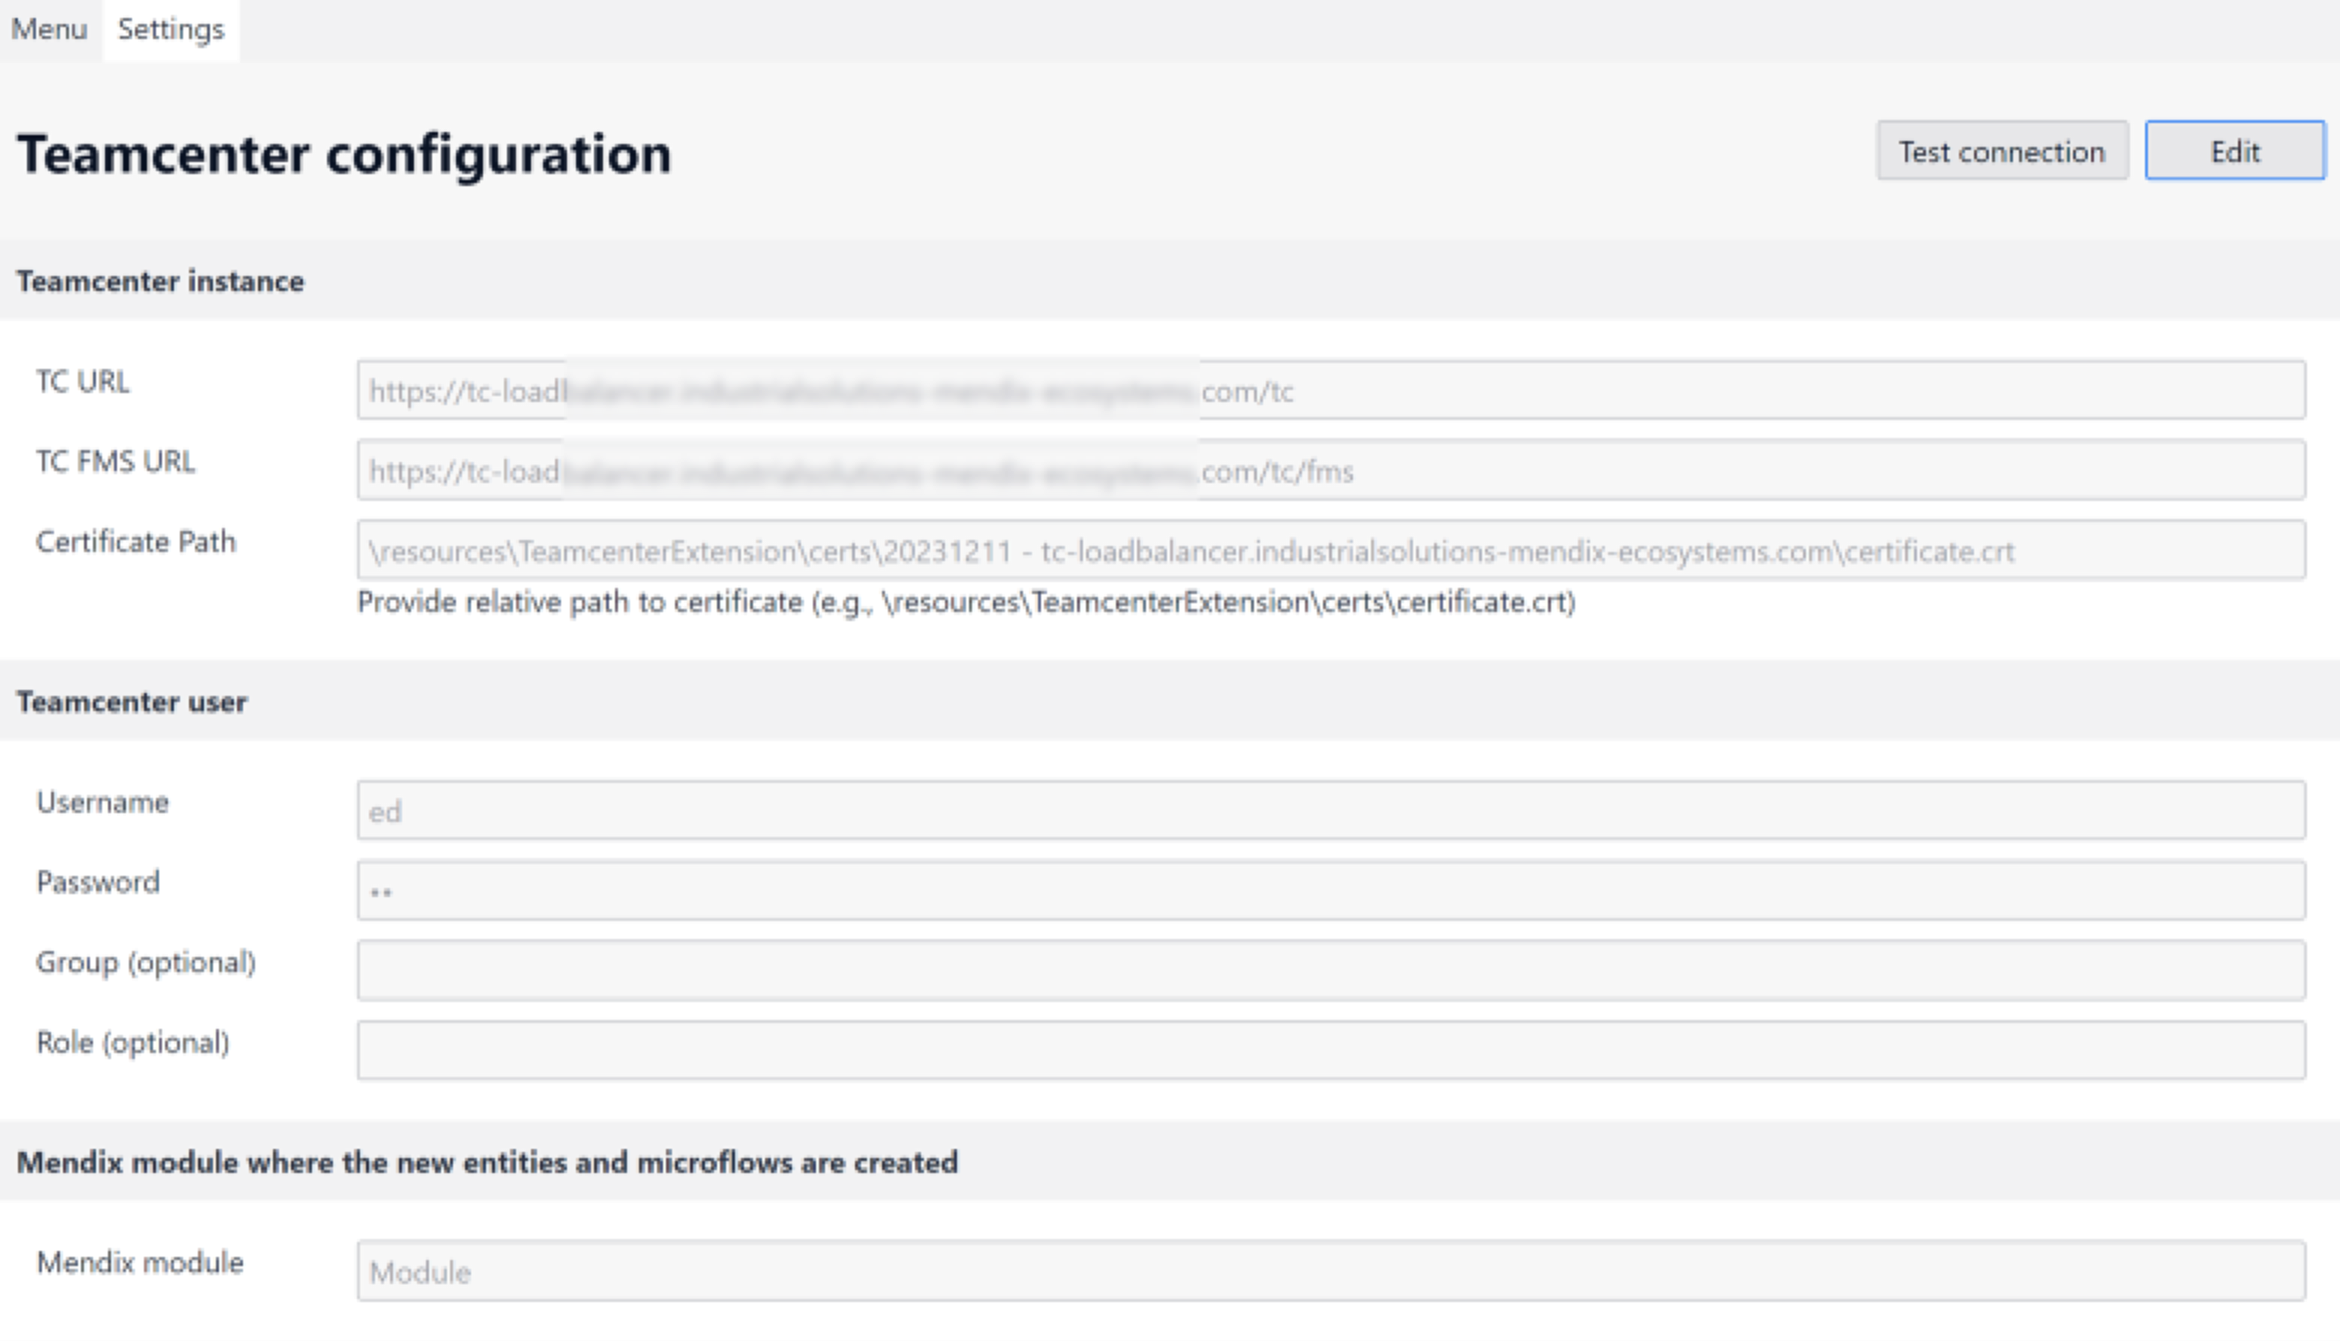 Menu Settings
Teamcenter configuration
Test connection Edit
Teamcenter instance
TC URL https://tc-load .com/tc
TC FMS URL https://tc-load .com/tc/fms
Certificate Path \resources\TeamcenterExtension\certs\20231211 - tc-loadbalancer.industrialsolutions-mendix-ecosystems.com\certificate.crt
Provide relative path to certificate (e.g., \resources\TeamcenterExtension\certs\certificate.crt)
Teamcenter user
Username ed
Password ••
Group (optional)
Role (optional)
Mendix module where the new entities and microflows are created
Mendix module Module